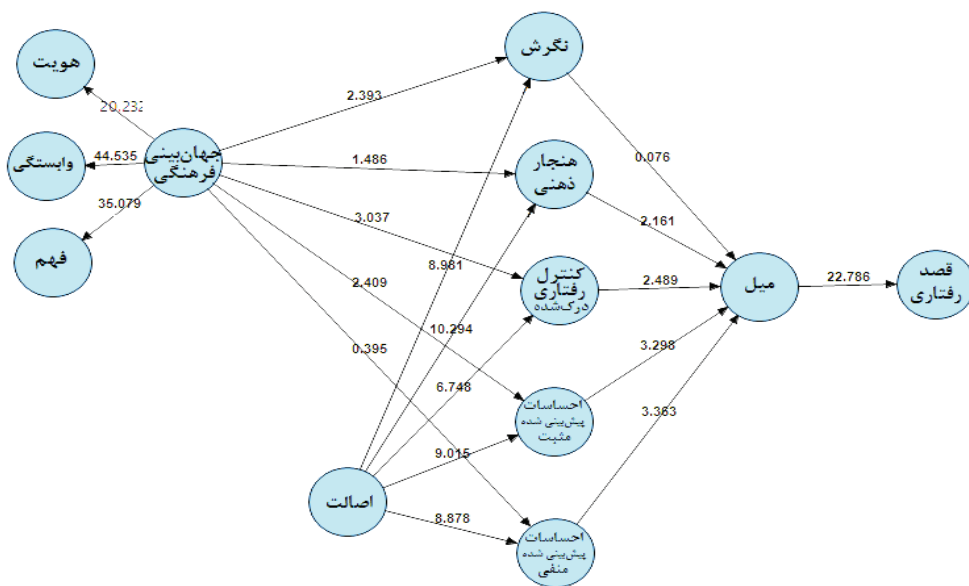 نگرش
هویت
2.393
20.232
جهان‌بینی
فرهنگی
44.535
وابستگی
1.486
هنجار
ذهنی
0.076
35.079
3.037
2.161
فهم
8.981
کنترل
رفتاری
درک‌شده
2.489
میل
22.786
قصد
رفتاری
2.409
10.294
0.395
6.748
3.298
احساسات
پیش‌بینی شده
مثبت
3.363
9.015
اصالت
8.878
احساسات
پیش‌بینی شده
منفی